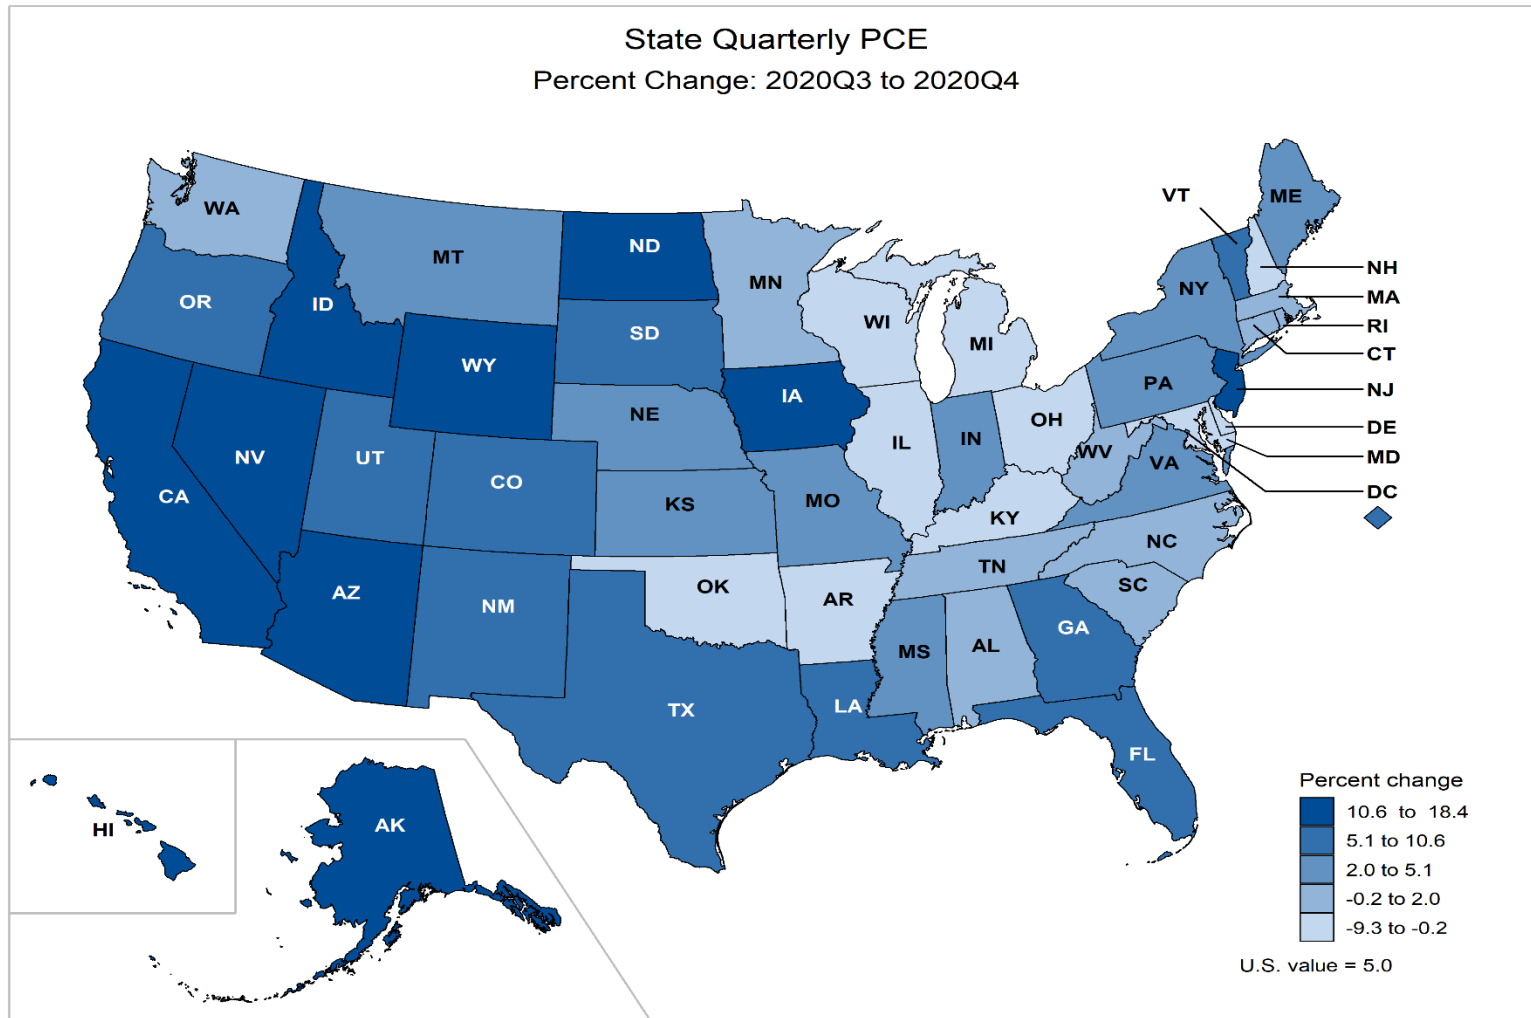 State Quarterly PCE
Percent Change: 2020Q3 to 2020Q4
WA
MT
ND
MN
VT
ME
OR
ID
WY
SD
WI
MI
NY
NH
MA
RI
CT
NJ
NV
UT
CO
NE
IA
IL
IN
OH
PA
DE
MD
DC
CA
KS
MO
KY
WV
VA
AZ
NM
OK
AR
TN
NC
SC
TX
LA
MS
AL
GA
FL
HI
AK
Percent change
10.6 to 18.4
5.1 to 10.6
2.0 to 5.1
-0.2 to 2.0
-9.3 to -0.2
U.S. value = 5.0